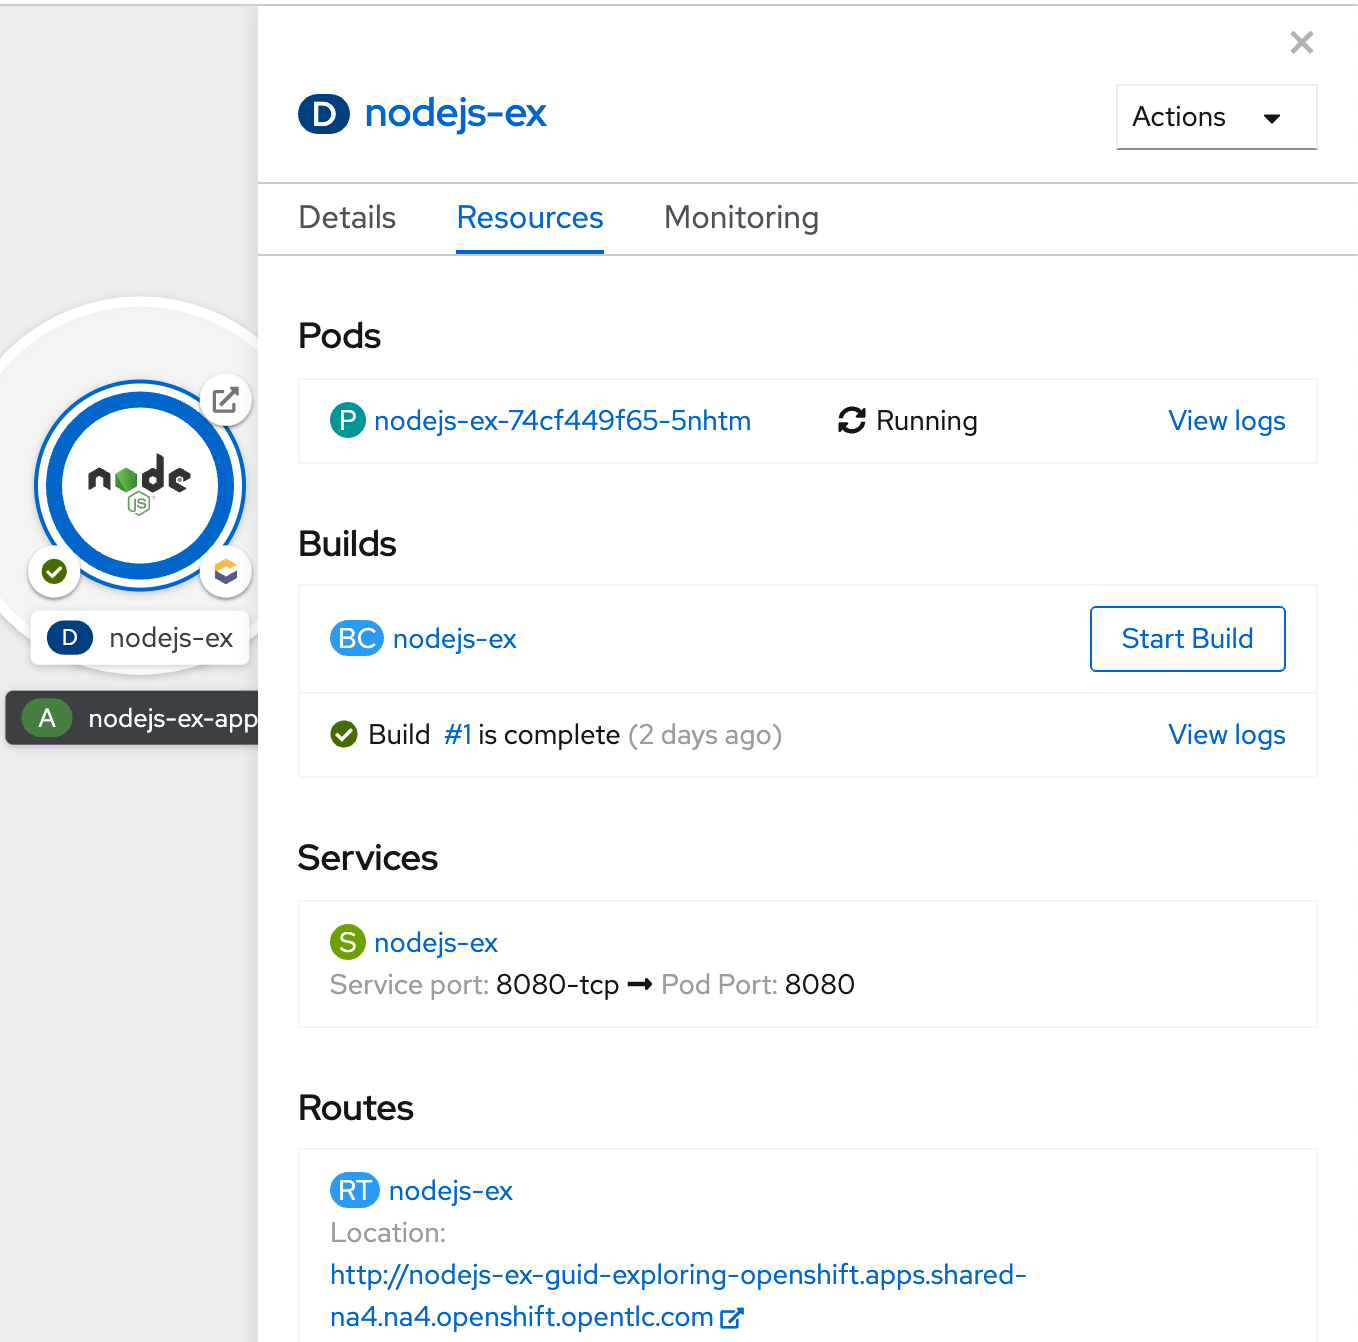 D nodejs-ex
Actions
Details Resources Monitoring
Pods
P nodejs-ex-74cf449f65-5nhtm Running View logs
Builds
BC nodejs-ex Start Build
Build #1 is complete (2 days ago) View logs
Services
S nodejs-ex
Service port: 8080-tcp → Pod Port: 8080
Routes
RT nodejs-ex
Location:
http://nodejs-ex-guid-exploring-openshift.apps.shared-
na4.na4.openshift.opentlc.com
node
JS
D nodejs-ex
A nodejs-ex-app